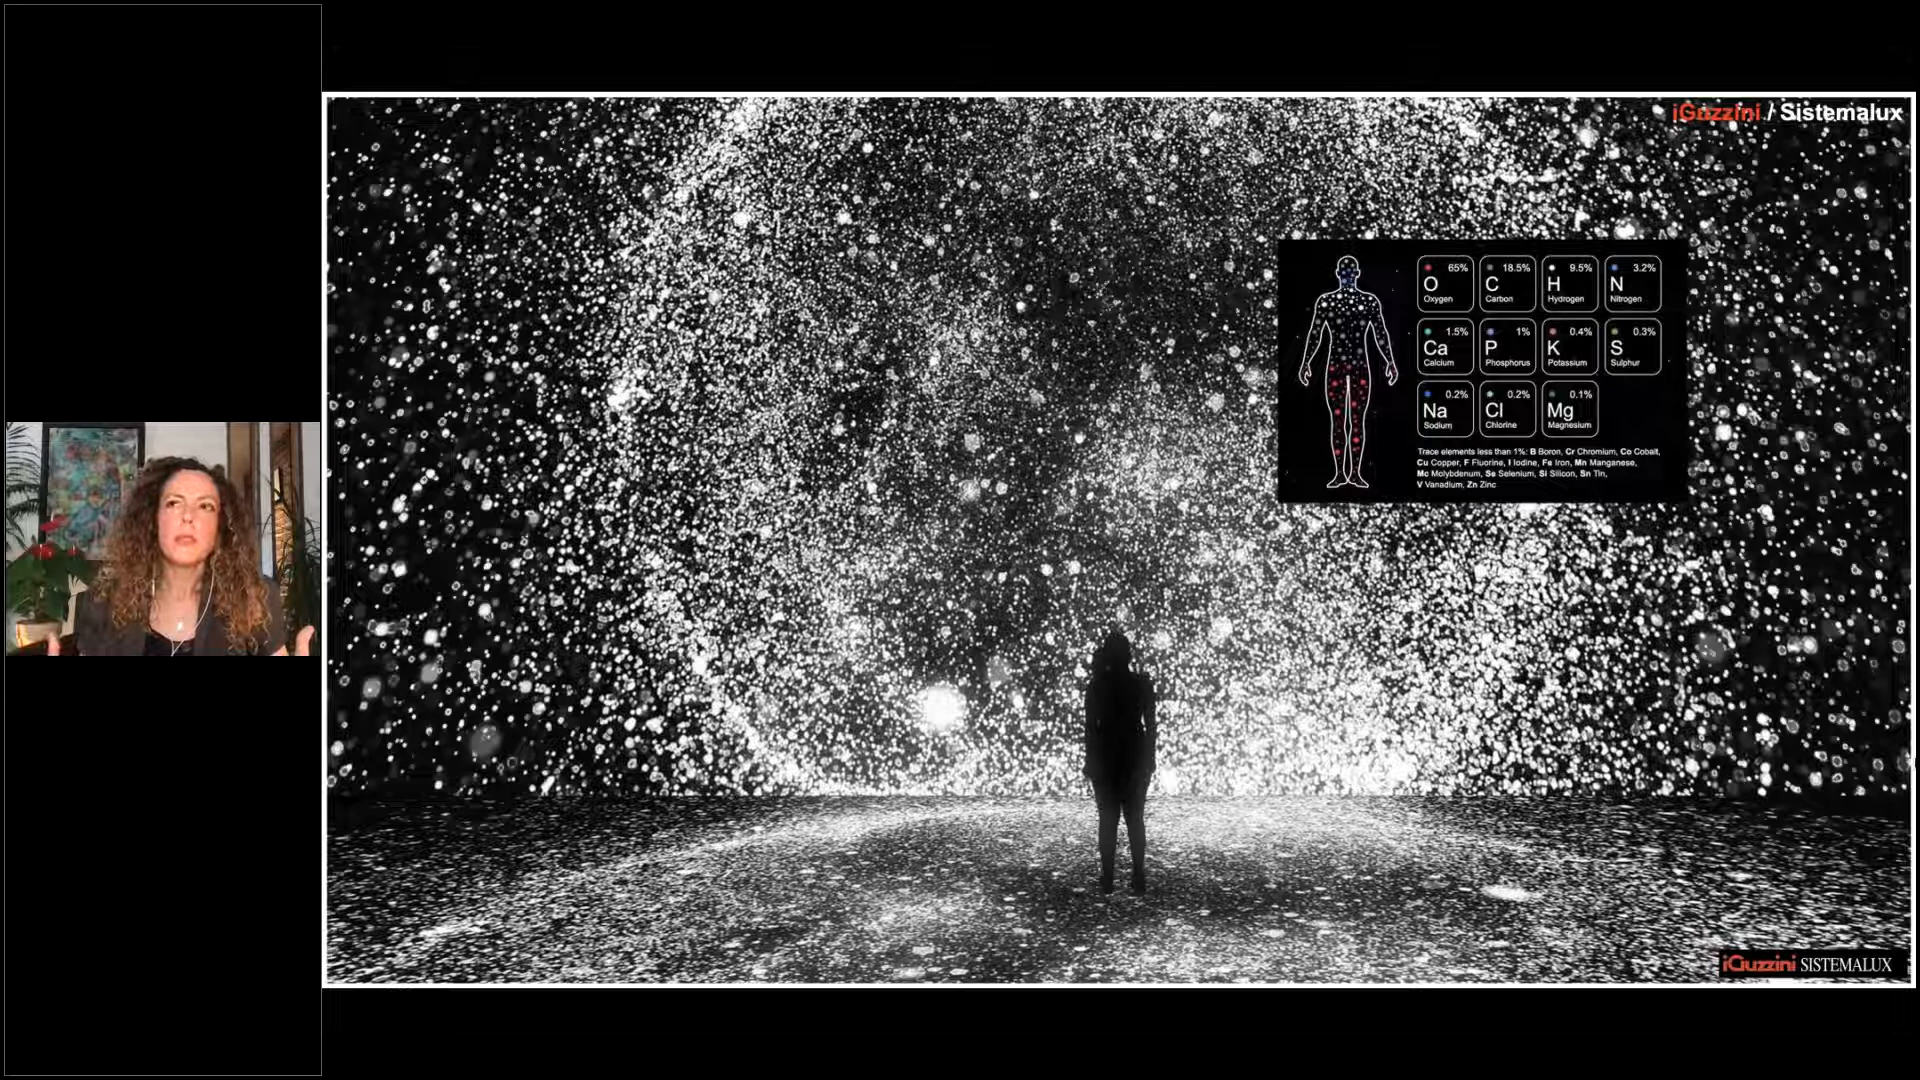 iGuzzini / Sistemalux
65% 18.5% 9.5% 3.2%
O C H N
Oxygen Carbon Hydrogen Nitrogen
1.5% 1% 0.4% 0.3%
Ca P K S
Calcium Phosphorus Potassium Sulphur
0.2% 0.2% 0.1%
Na Cl Mg
Sodium Chlorine Magnesium
Trace elements less than 1%: B Boron, Cr Chromium, Co Cobalt,
Cu Copper, F Fluorine, I Iodine, Fe Iron, Mn Manganese,
Mc Molybdenum, Se Selenium, Si Silicon, Sn Tin,
V Vanadium, Zn Zinc
iGuzzini SISTEMALUX